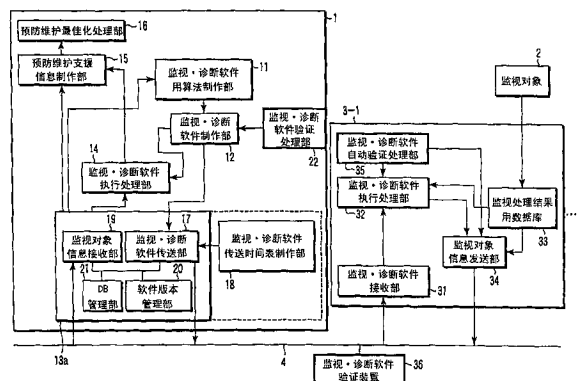 1
预防维护最佳化处理部
16
预防维护支援
信息制作部
15
监视·诊断软件
用算法制作部
11
监视·诊断
软件制作部
12
监视·诊断
软件验证
处理部
22
14
监视·诊断软件
执行处理部
19
监视对象
信息接收部
17
监视·诊断
软件传送部
监视·诊断软件
传送时间表制作部
18
21
DB
管理部
20
软件版本
管理部
13a
2
监视对象
3-1
监视·诊断软件
自动验证处理部
35
监视·诊断软件
执行处理部
32
监视处理结果
用数据库
33
监视对象
信息发送部
34
监视·诊断软件
接收部
31
...
4
监视·诊断软件
验证装置
36